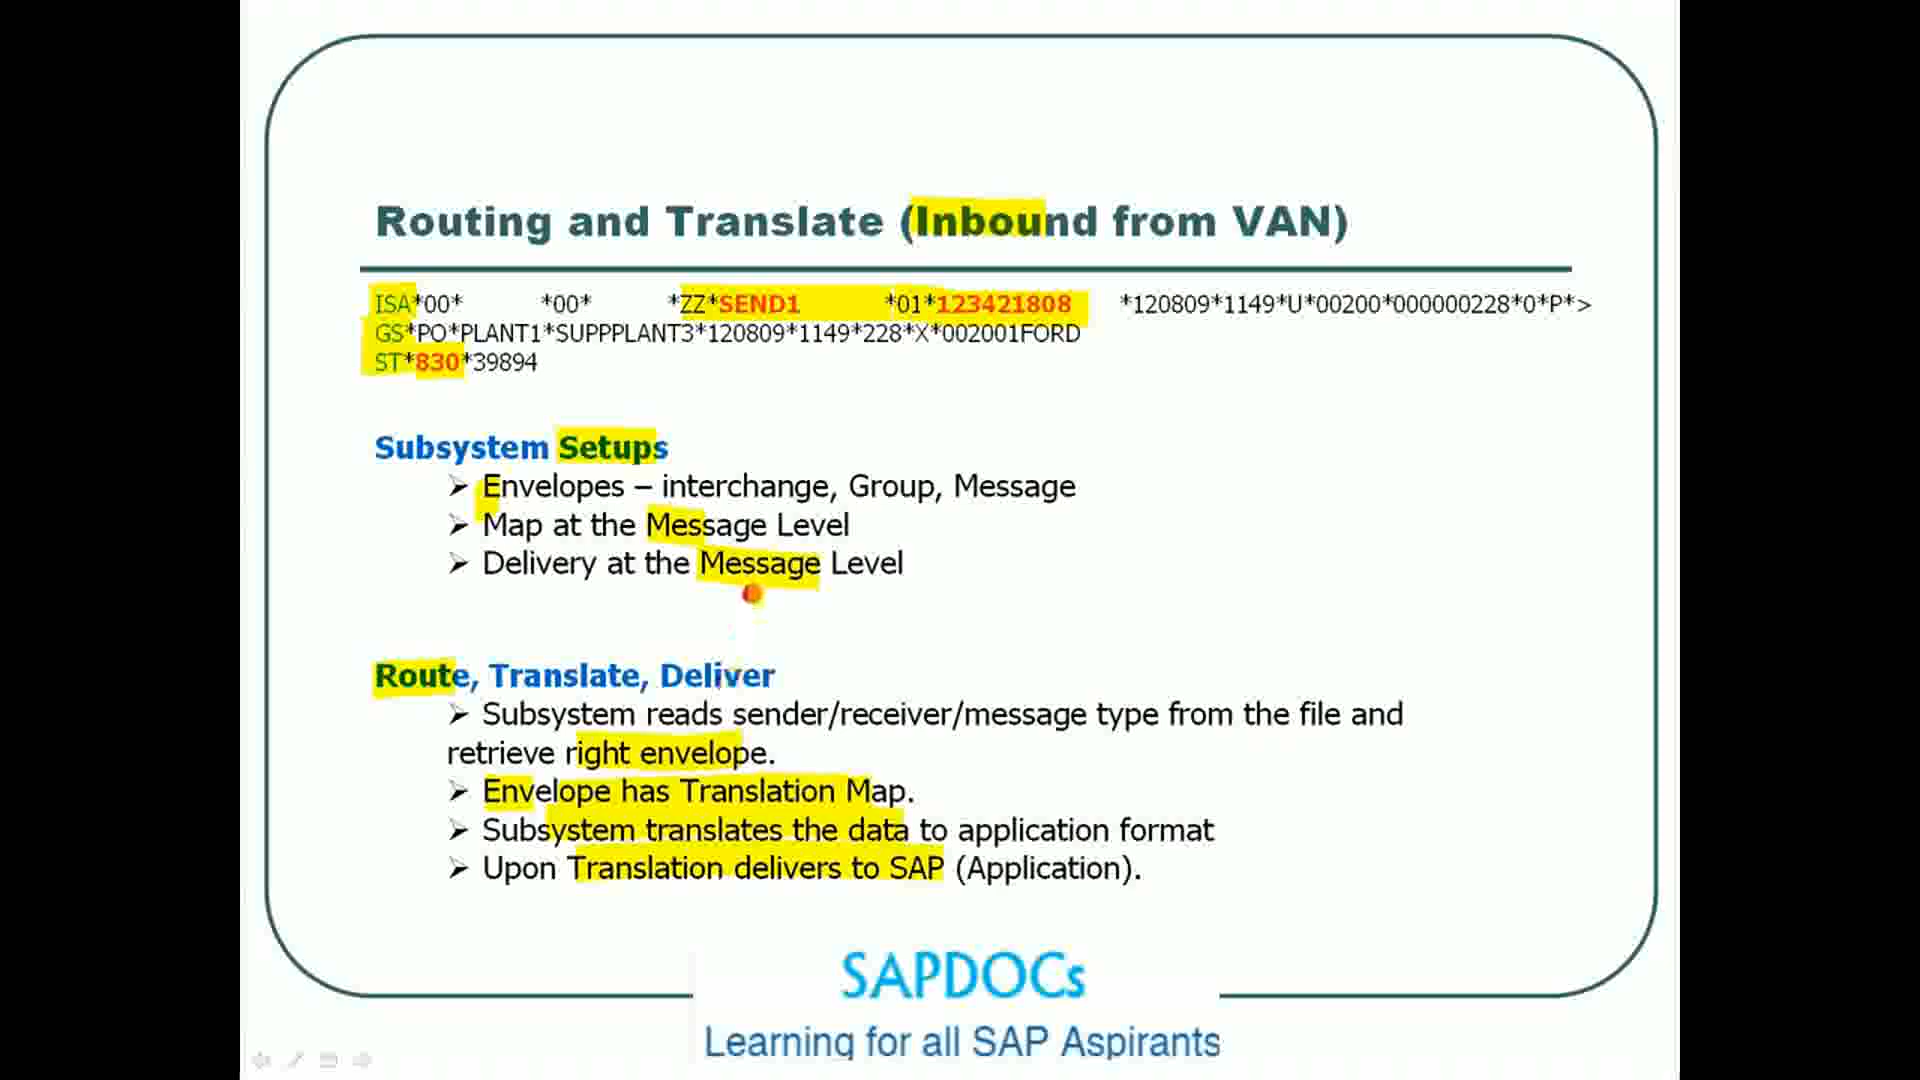 Routing and Translate (Inbound from VAN)
ISA*00* *00* *ZZ*SEND1 *01*123421808 *120809*1149*U*00200*000000228*0*P*>
GS*PO*PLANT1*SUPPPLANT3*120809*1149*228*X*002001FORD
ST*830*39894
Subsystem Setups
➢ Envelopes – interchange, Group, Message
➢ Map at the Message Level
➢ Delivery at the Message Level
Route, Translate, Deliver
➢ Subsystem reads sender/receiver/message type from the file and
retrieve right envelope.
➢ Envelope has Translation Map.
➢ Subsystem translates the data to application format
➢ Upon Translation delivers to SAP (Application).
SAPDOCs
Learning for all SAP Aspirants